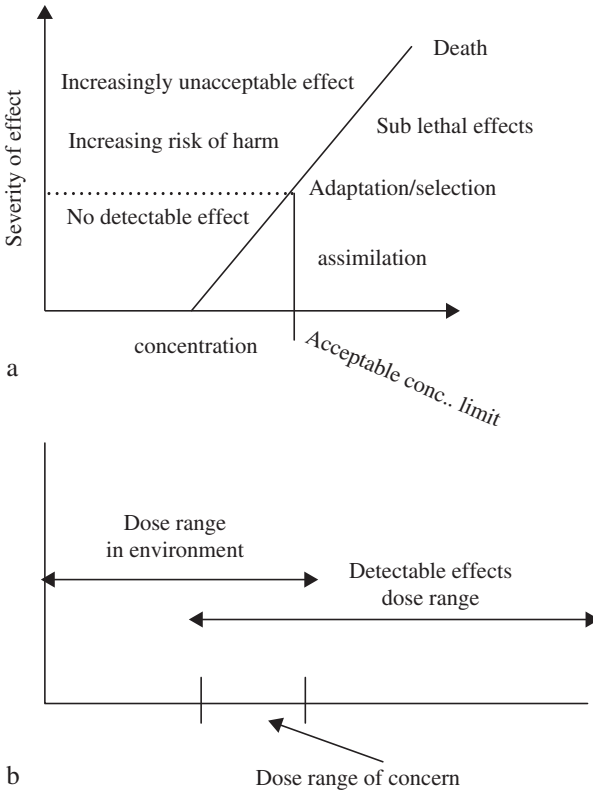 Death
Increasingly unacceptable effect
Sub lethal effects
Increasing risk of harm
Severity of effect
Adaptation/selection
No detectable effect
assimilation
concentration
Acceptable conc.. limit
a
Dose range
in environment
Detectable effects
dose range
b
Dose range of concern